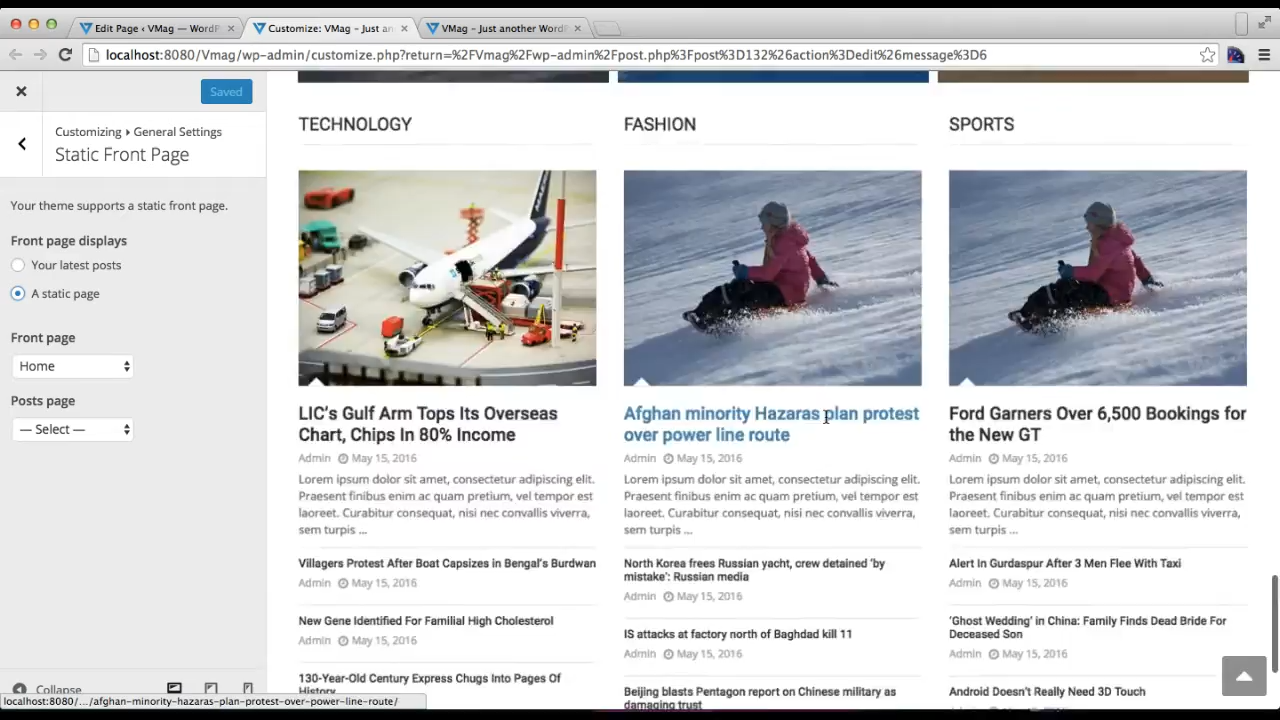 Edit Page ‹ VMag — WordP
Customize: VMag – Just an
VMag – Just another WordP
localhost:8080/Vmag/wp-admin/customize.php?return=%2FVmag%2Fwp-admin%2Fpost.php%3Fpost%3D132%26action%3Dedit%26message%3D6
Saved
Customizing ▸ General Settings
Static Front Page
Your theme supports a static front page.
Front page displays
Your latest posts
A static page
Front page
Home
Posts page
— Select —
Collapse
localhost:8080/.../afghan-minority-hazaras-plan-protest-over-power-line-route/
TECHNOLOGY
LIC’s Gulf Arm Tops Its Overseas
Chart, Chips In 80% Income
Admin May 15, 2016
Lorem ipsum dolor sit amet, consectetur adipiscing elit.
Praesent finibus enim ac quam pretium, vel tempor est
laoreet. Curabitur consequat, nisi nec convallis viverra,
sem turpis ...
Villagers Protest After Boat Capsizes in Bengal’s Burdwan
Admin May 15, 2016
New Gene Identified For Familial High Cholesterol
Admin May 15, 2016
130-Year-Old Century Express Chugs Into Pages Of
History
FASHION
Afghan minority Hazaras plan protest
over power line route
Admin May 15, 2016
Lorem ipsum dolor sit amet, consectetur adipiscing elit.
Praesent finibus enim ac quam pretium, vel tempor est
laoreet. Curabitur consequat, nisi nec convallis viverra,
sem turpis ...
North Korea frees Russian yacht, crew detained ‘by
mistake’: Russian media
Admin May 15, 2016
IS attacks at factory north of Baghdad kill 11
Admin May 15, 2016
Beijing blasts Pentagon report on Chinese military as
damaging trust
SPORTS
Ford Garners Over 6,500 Bookings for
the New GT
Admin May 15, 2016
Lorem ipsum dolor sit amet, consectetur adipiscing elit.
Praesent finibus enim ac quam pretium, vel tempor est
laoreet. Curabitur consequat, nisi nec convallis viverra,
sem turpis ...
Alert In Gurdaspur After 3 Men Flee With Taxi
Admin May 15, 2016
‘Ghost Wedding’ in China: Family Finds Dead Bride For
Deceased Son
Admin May 15, 2016
Android Doesn’t Really Need 3D Touch
Admin May 15, 2016